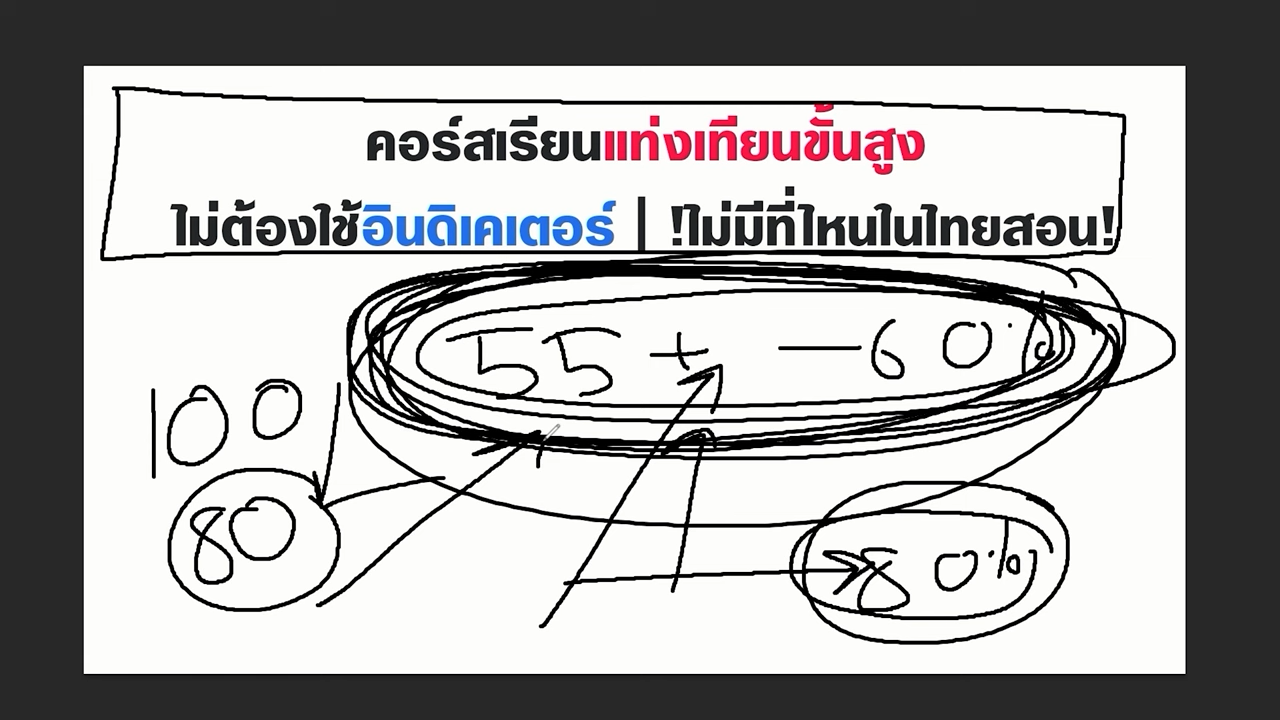 คอร์สเรียนแท่งเทียนขั้นสูง
ไม่ต้องใช้อินดิเคเตอร์ | !ไม่มีที่ไหนในไทยสอน!
55 + — 60%
100
80
80%